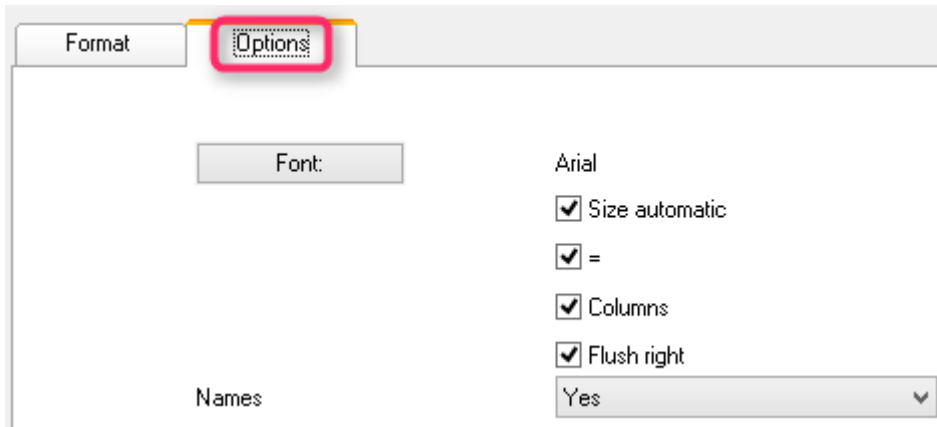 Format Options
Font: Arial
Size automatic
=
Columns
Flush right
Names Yes